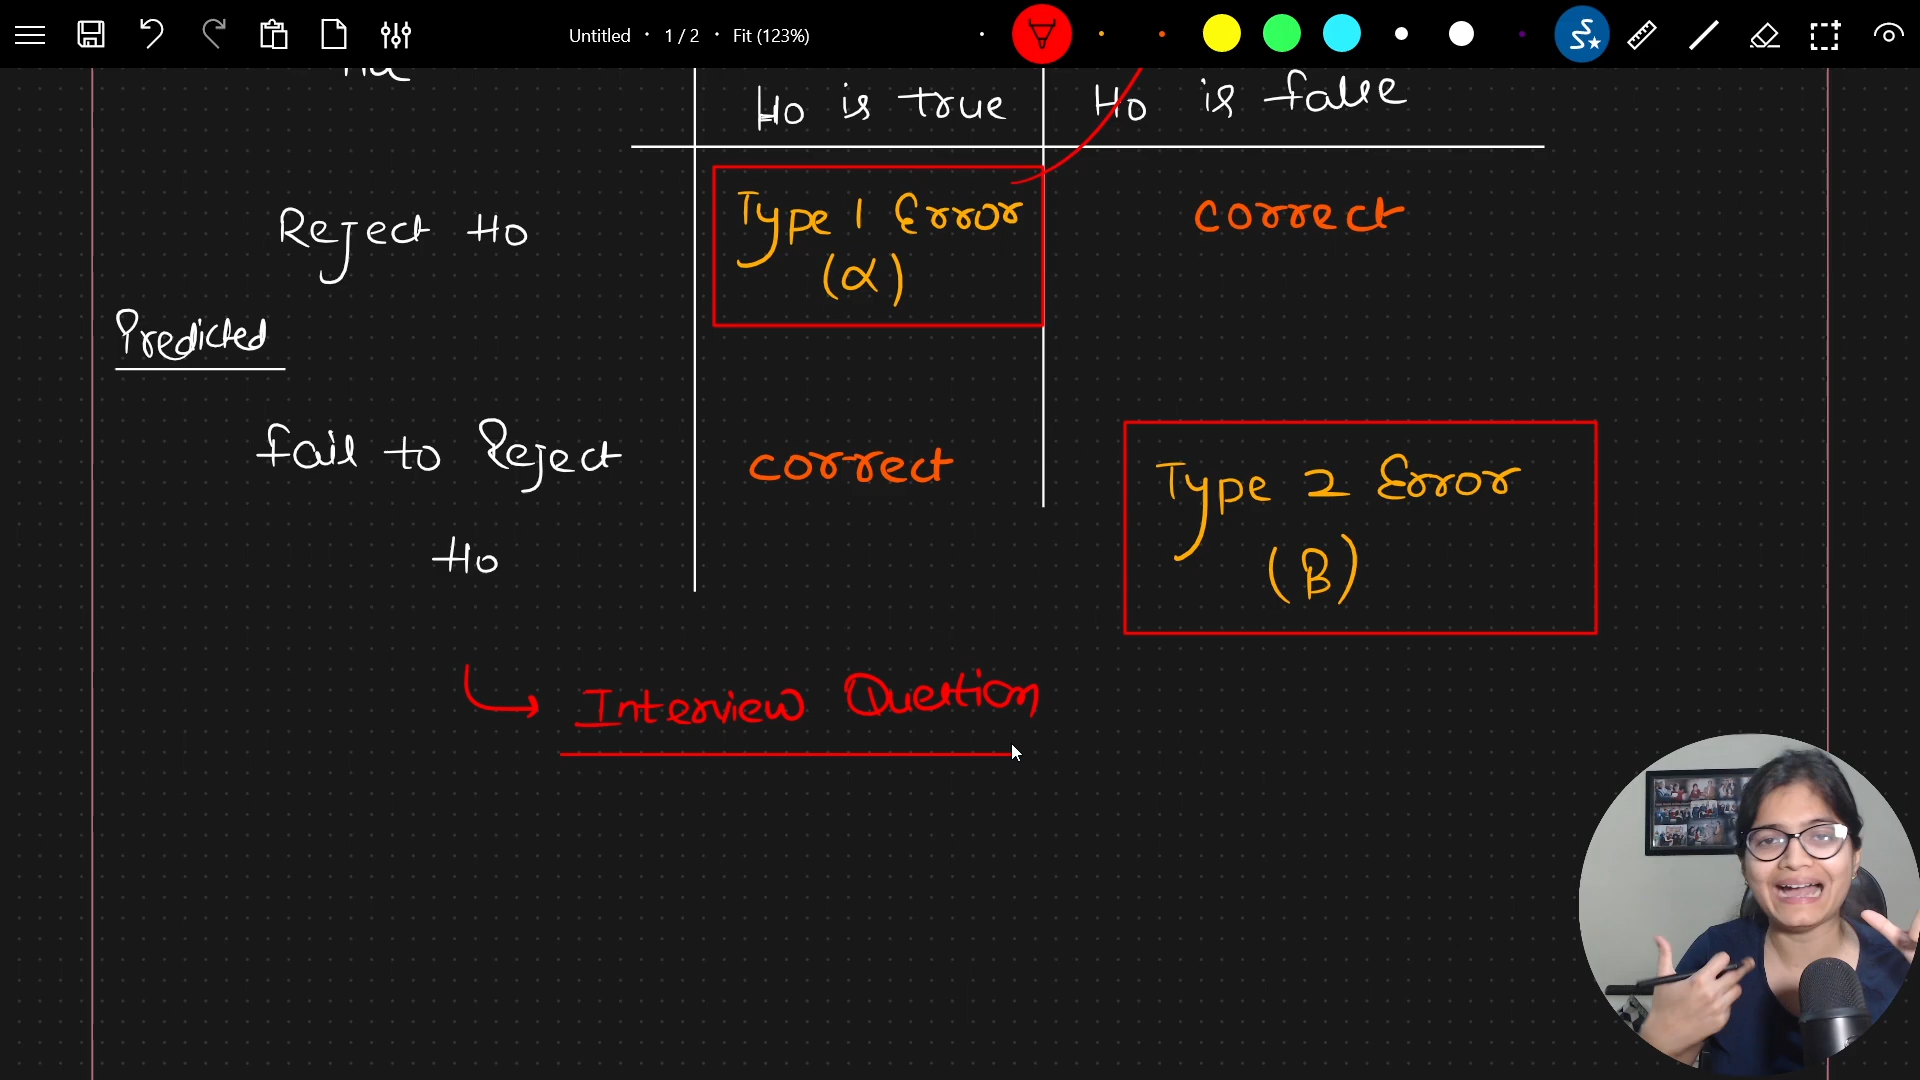 Untitled • 1 / 2 • Fit (123%)
Ho is true Ho is false
Type 1 Error correct
Reject Ho
(α)
Predicted
fail to Reject correct Type 2 Error
Ho (B)
Interview Question